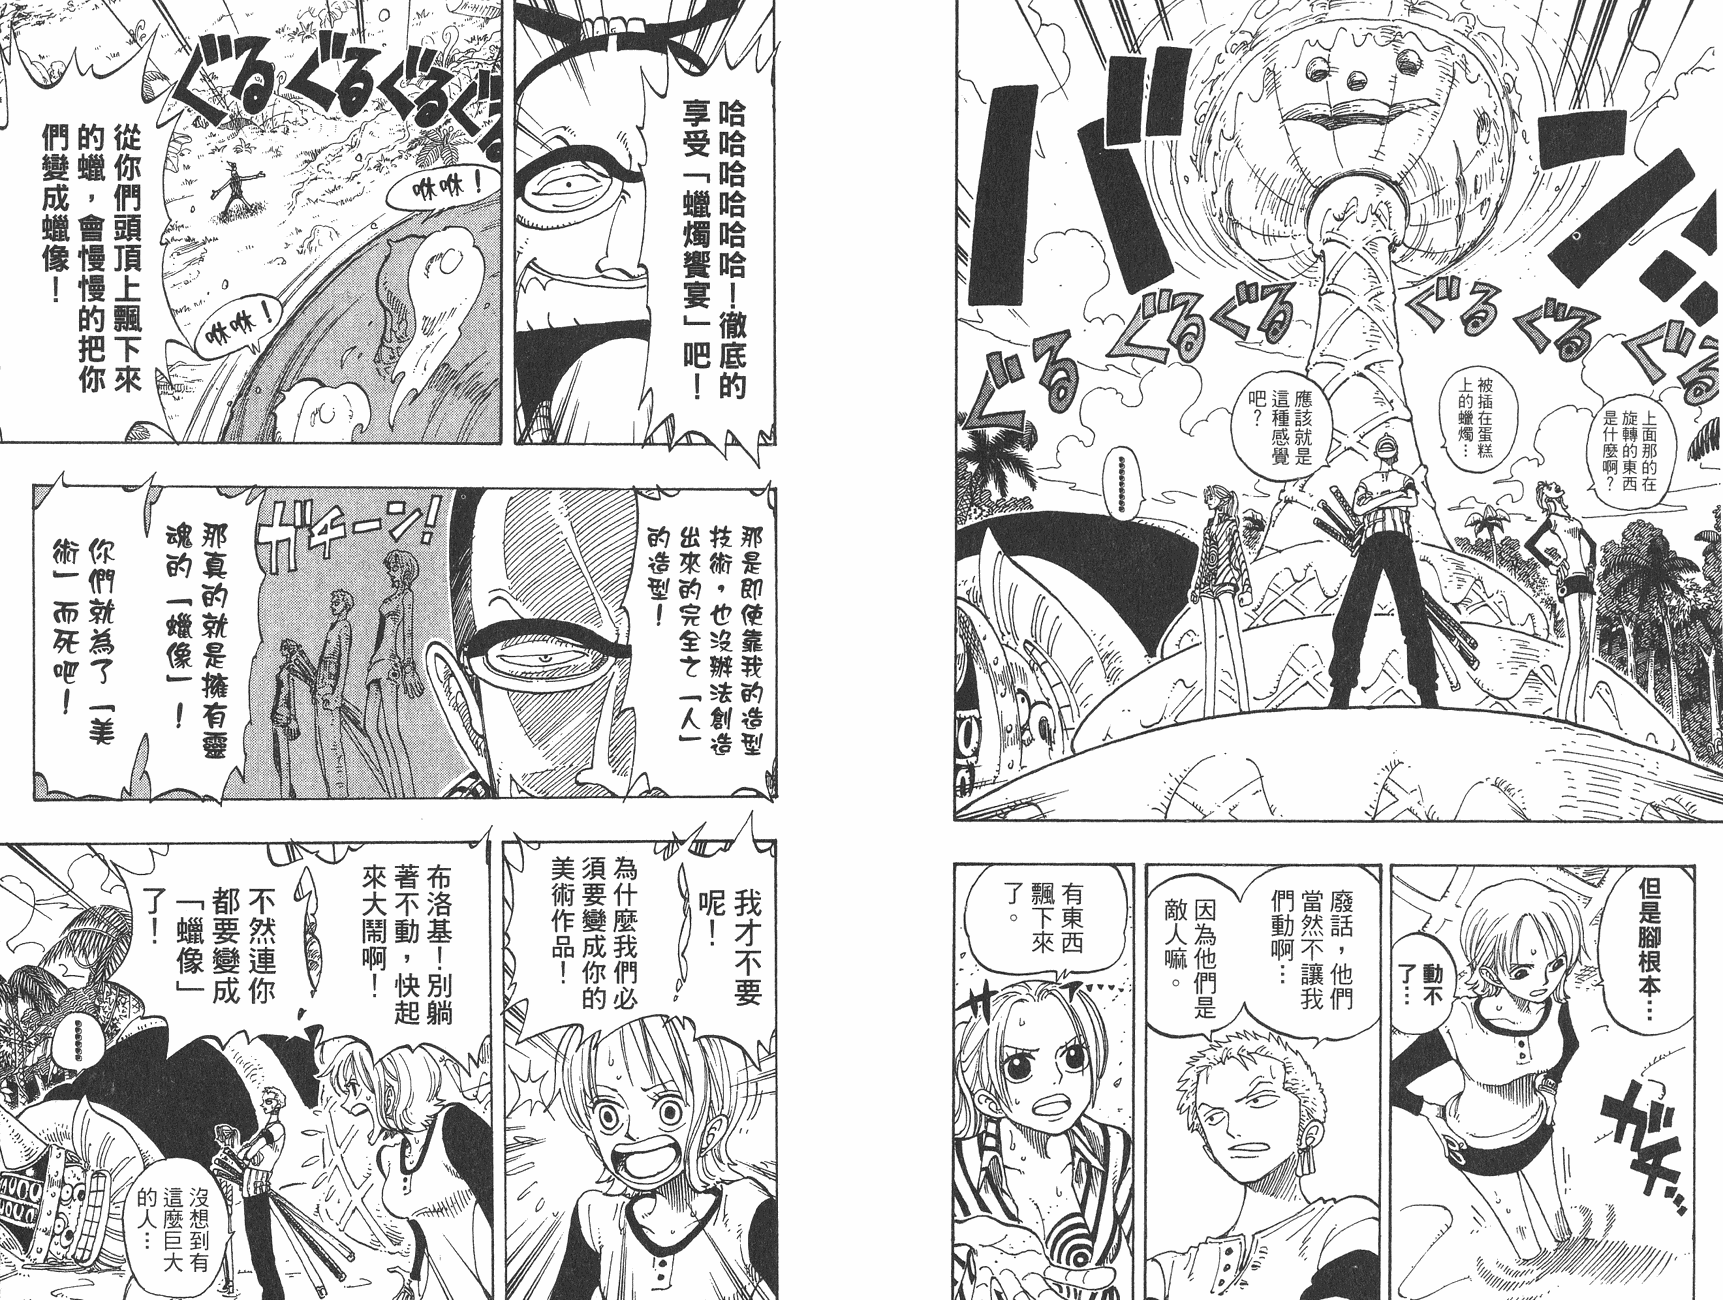 ドーン
ぐるぐるぐるぐるぐるぐる
上面那的在
旋轉的東西
是什麼啊?
被插在蛋糕
上的蠟燭…
應該就是
這種感覺
吧?
…………
但是腳根本…
動不
了…
ガチ…
廢話，他們
當然不讓我
們動啊…
因為他們是
敵人嘛。
有東西
飄下來
了。
哈哈哈哈哈哈哈！徹底的
享受「蠟燭饗宴」吧！
ぐるぐるぐるぐ
咻咻！
咻咻！
從你們頭頂上飄下來
的蠟，會慢慢的把你
們變成蠟像！
那是即使靠我的造型
技術，也沒辦法創造
出來的完全之「人」
的造型！
ガチーン!
那真的就是擁有靈
魂的「蠟像」！
你們就為了「美
術」而死吧！
我才不要
呢！
為什麼我們必
須要變成你的
美術作品！
布洛基！別躺
著不動，快起
來大鬧啊！
不然連你
都要變成
「蠟像」
了！
………
沒想到有
這麼巨大
的人…